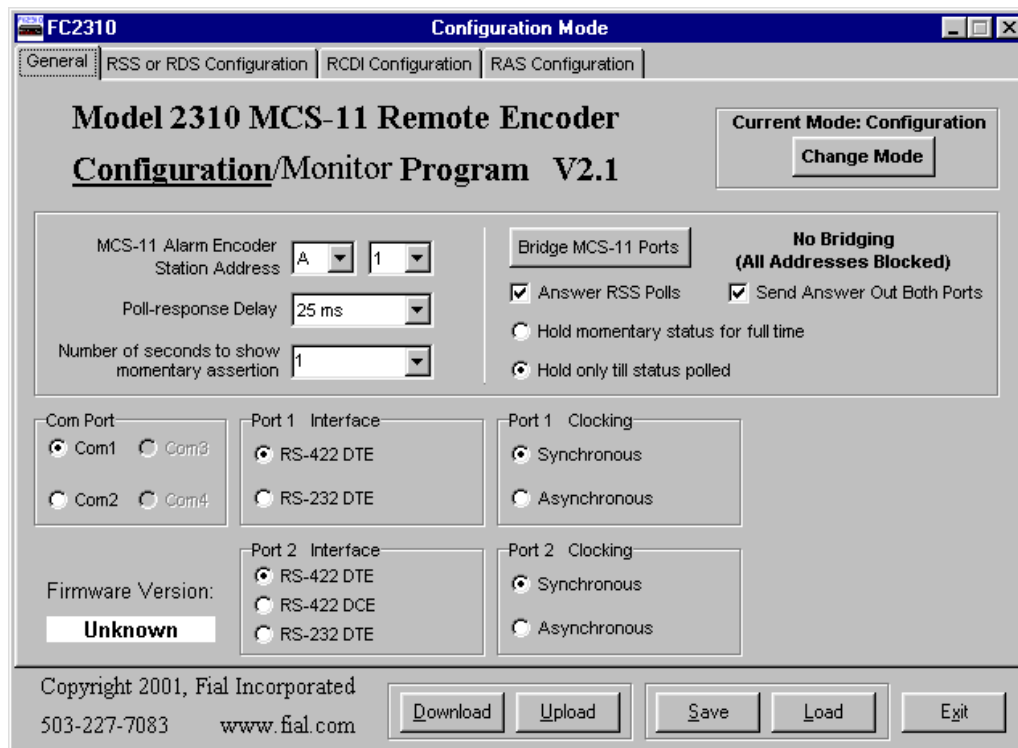 FC2310 Configuration Mode
General RSS or RDS Configuration RCDI Configuration RAS Configuration
Model 2310 MCS-11 Remote Encoder
Configuration/Monitor Program V2.1
Current Mode: Configuration
Change Mode
MCS-11 Alarm Encoder
Station Address
A 1
Poll-response Delay 25 ms
Number of seconds to show
momentary assertion
1
Bridge MCS-11 Ports
No Bridging
(All Addresses Blocked)
Answer RSS Polls Send Answer Out Both Ports
Hold momentary status for full time
Hold only till status polled
Com Port
Com1 Com3
Com2 Com4
Port 1 Interface
RS-422 DTE
RS-232 DTE
Port 1 Clocking
Synchronous
Asynchronous
Firmware Version:
Unknown
Port 2 Interface
RS-422 DTE
RS-422 DCE
RS-232 DTE
Port 2 Clocking
Synchronous
Asynchronous
Copyright 2001, Fial Incorporated
503-227-7083 www.fial.com
Download Upload Save Load Exit